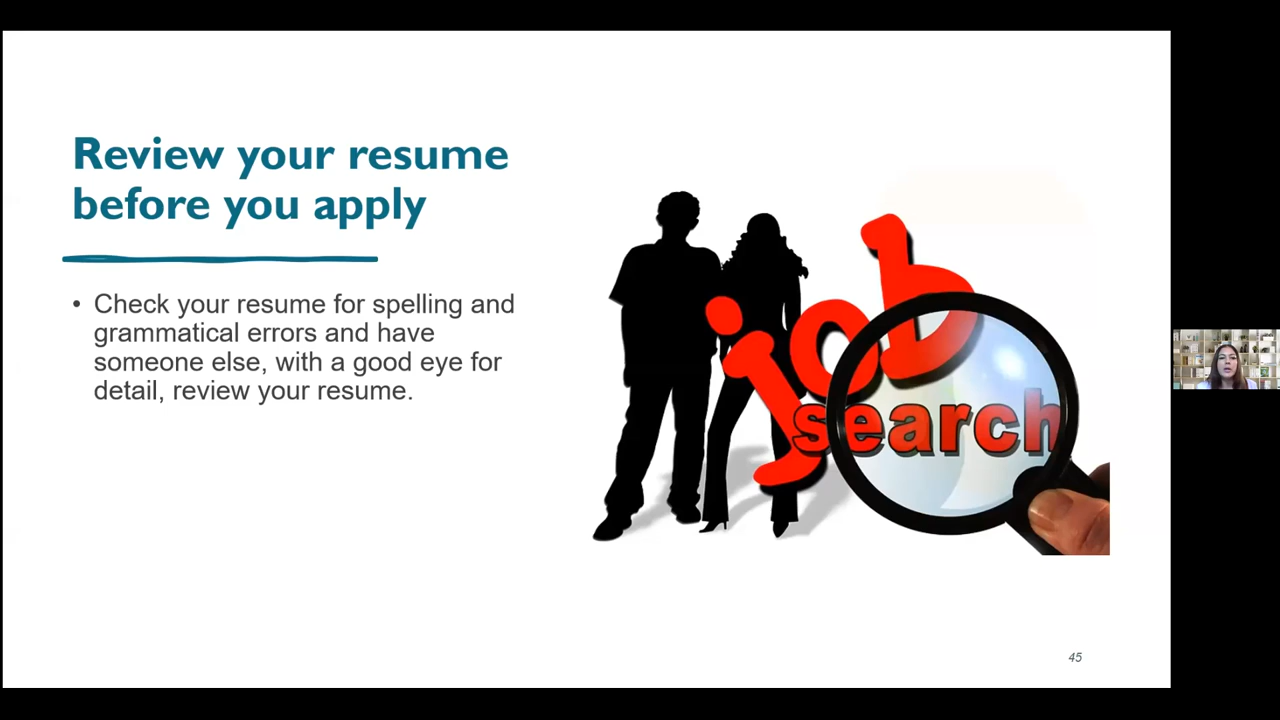 Review your resume
before you apply
• Check your resume for spelling and
grammatical errors and have
someone else, with a good eye for
detail, review your resume.
job
search
45